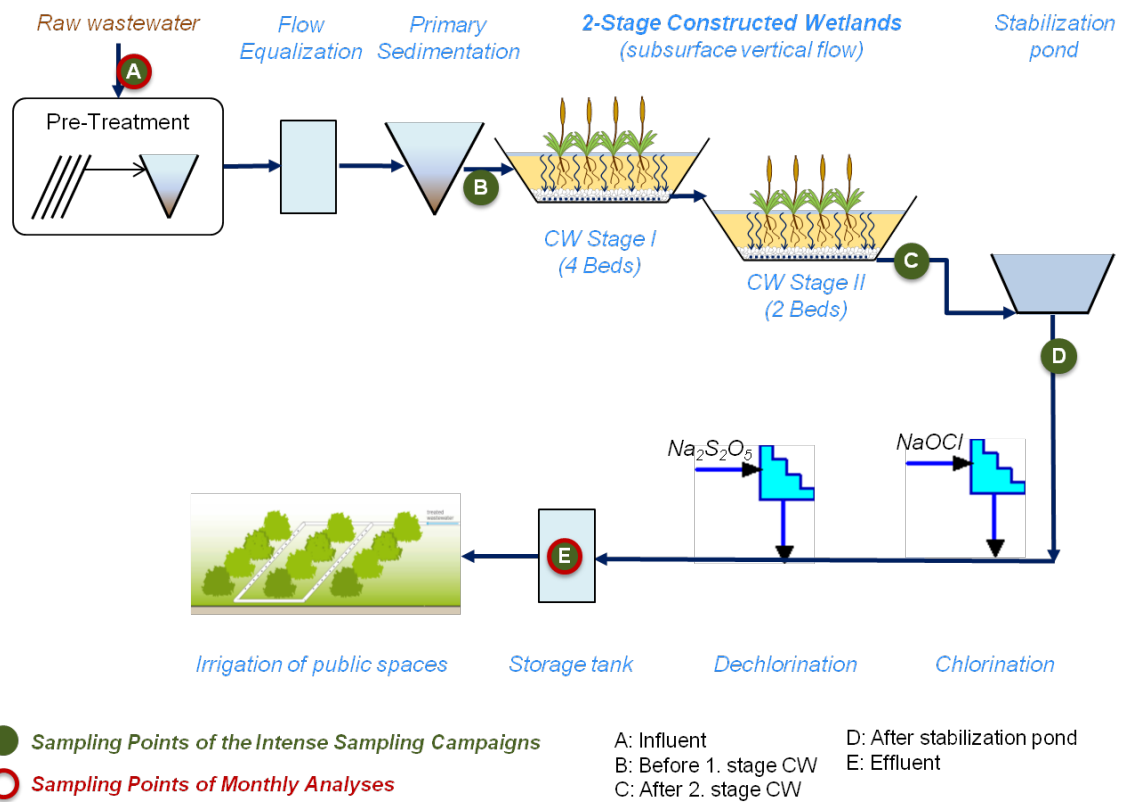 Raw wastewater
Flow
Equalization
Primary
Sedimentation
2-Stage Constructed Wetlands
(subsurface vertical flow)
Stabilization
pond
A
Pre-Treatment
B
CW Stage I
(4 Beds)
C
CW Stage II
(2 Beds)
D
Na₂S₂O₅
NaOCl
treated
wastewater
E
Irrigation of public spaces
Storage tank
Dechlorination
Chlorination
Sampling Points of the Intense Sampling Campaigns
Sampling Points of Monthly Analyses
A: Influent
B: Before 1. stage CW
C: After 2. stage CW
D: After stabilization pond
E: Effluent